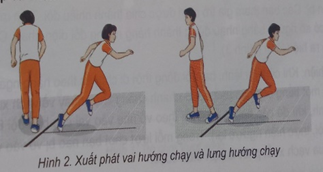 Hình 2. Xuất phát vai hướng chạy và lưng hướng chạy